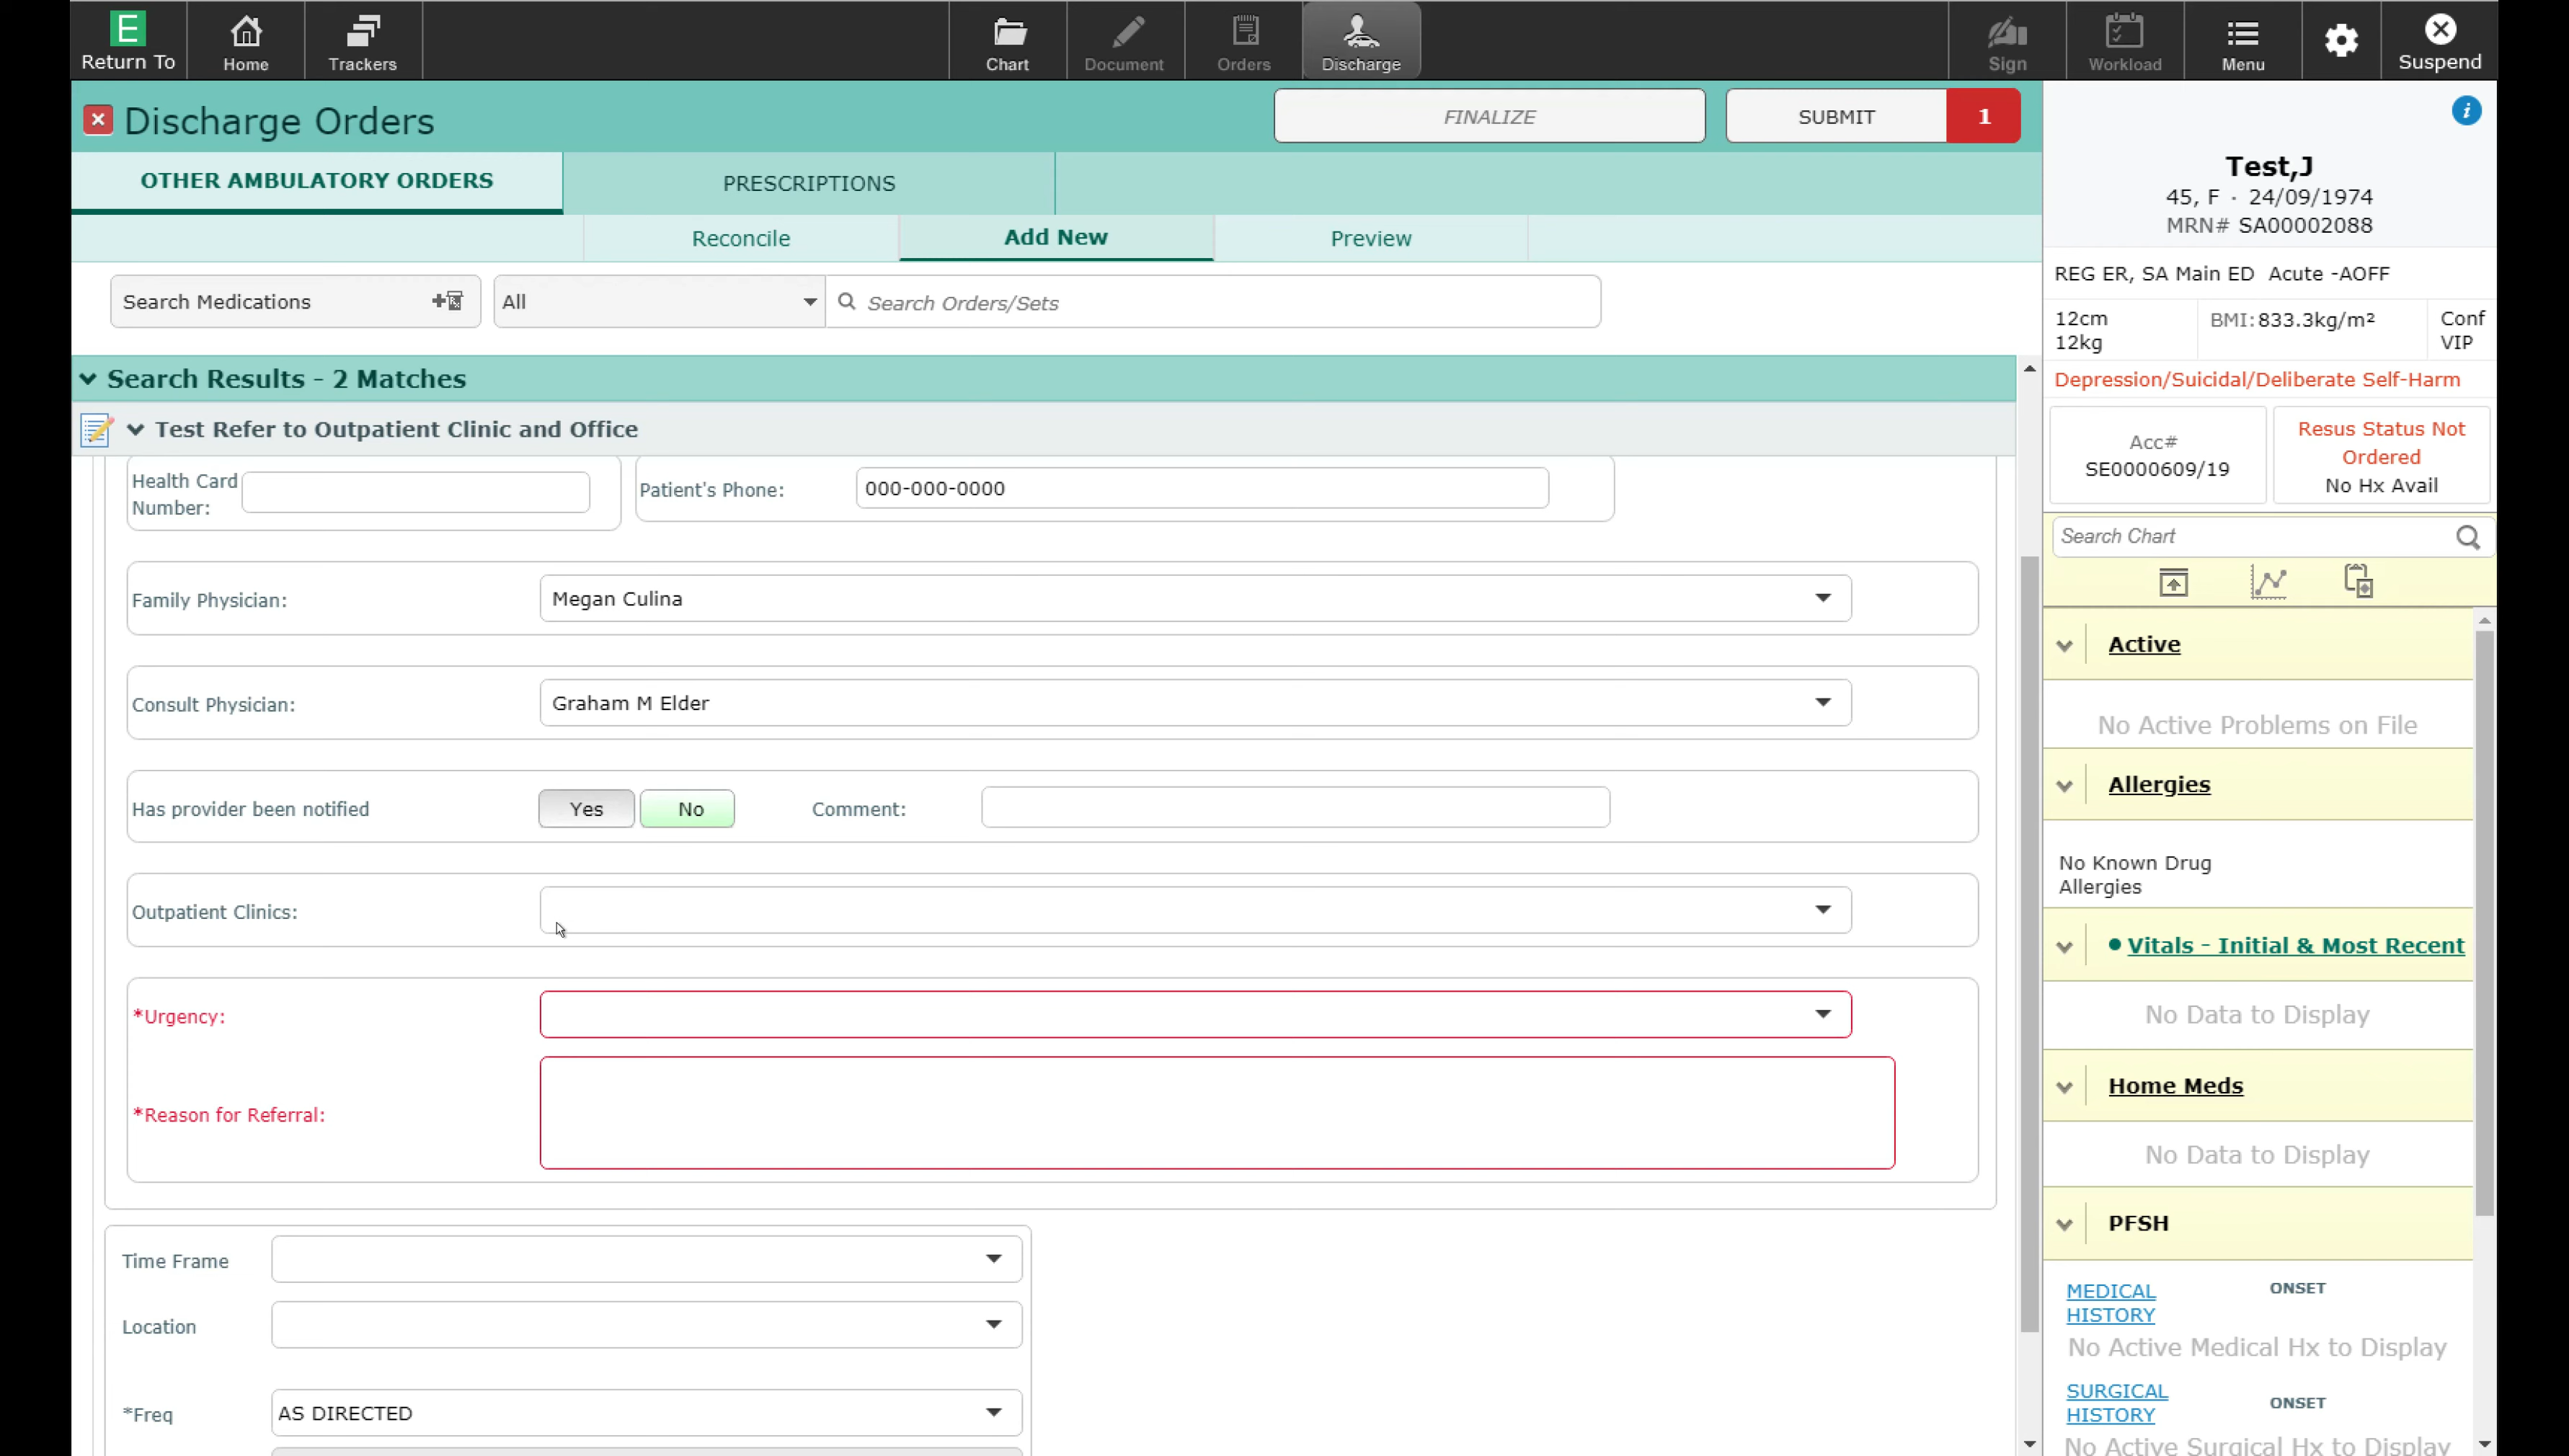 E
Return To
Home
Trackers
Chart
Document
Orders
Discharge
Sign
Workload
Menu
Suspend
Discharge Orders
FINALIZE
SUBMIT
1
OTHER AMBULATORY ORDERS
PRESCRIPTIONS
Reconcile
Add New
Preview
Search Medications
All
Search Orders/Sets
Search Results - 2 Matches
Test Refer to Outpatient Clinic and Office
Health Card
Number:
Patient's Phone:
000-000-0000
Family Physician:
Megan Culina
Consult Physician:
Graham M Elder
Has provider been notified
Yes
No
Comment:
Outpatient Clinics:
*Urgency:
*Reason for Referral:
Time Frame
Location
*Freq
AS DIRECTED
i
Test,J
45, F · 24/09/1974
MRN# SA00002088
REG ER, SA Main ED Acute -AOFF
12cm
12kg
BMI:833.3kg/m²
Conf
VIP
Depression/Suicidal/Deliberate Self-Harm
Acc#
SE0000609/19
Resus Status Not
Ordered
No Hx Avail
Search Chart
Active
No Active Problems on File
Allergies
No Known Drug
Allergies
Vitals - Initial & Most Recent
No Data to Display
Home Meds
No Data to Display
PFSH
MEDICAL
HISTORY
ONSET
No Active Medical Hx to Display
SURGICAL
HISTORY
ONSET
No Active Surgical Hx to Display